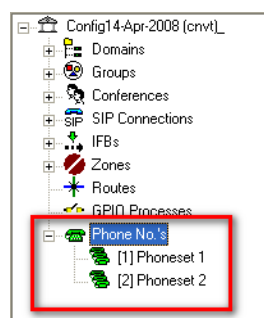 Config14-Apr-2008 (cnvt)_
Domains
Groups
Conferences
SIP SIP Connections
IFBs
Zones
Routes
GPIO Processes
Phone No.'s
[1] Phoneset 1
[2] Phoneset 2